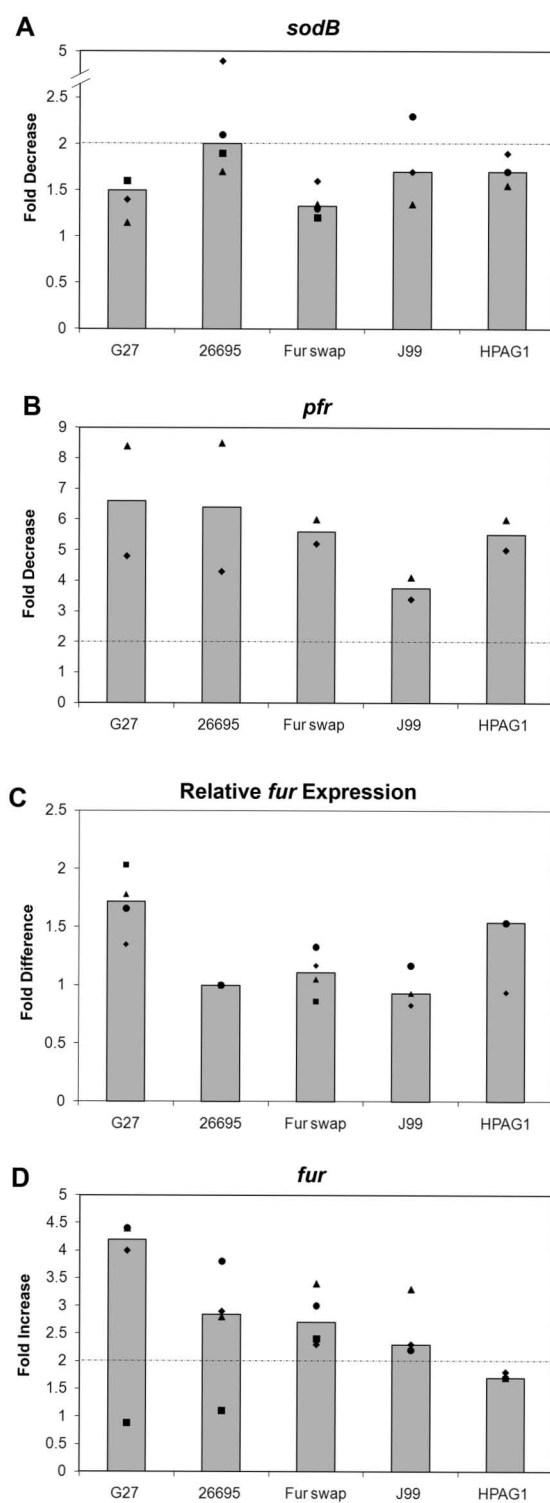 A
sodB
5
2.5
2
1.5
1
0.5
0
Fold Decrease
G27 26695 Fur swap J99 HPAG1
B
pfr
9
8
7
6
5
4
3
2
1
0
Fold Decrease
G27 26695 Fur swap J99 HPAG1
C
Relative fur Expression
2.5
2
1.5
1
0.5
0
Fold Difference
G27 26695 Fur swap J99 HPAG1
D
fur
5
4.5
4
3.5
3
2.5
2
1.5
1
0.5
0
Fold Increase
G27 26695 Fur swap J99 HPAG1